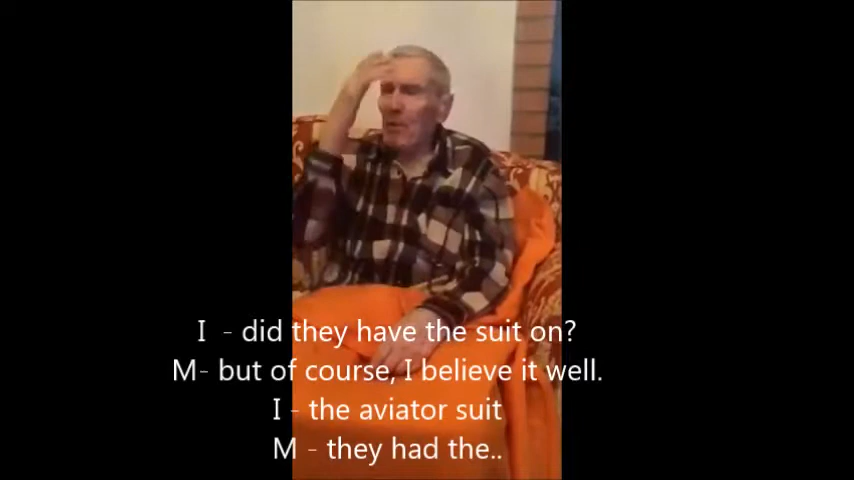 I - did they have the suit on?
M- but of course, I believe it well.
I - the aviator suit
M - they had the..